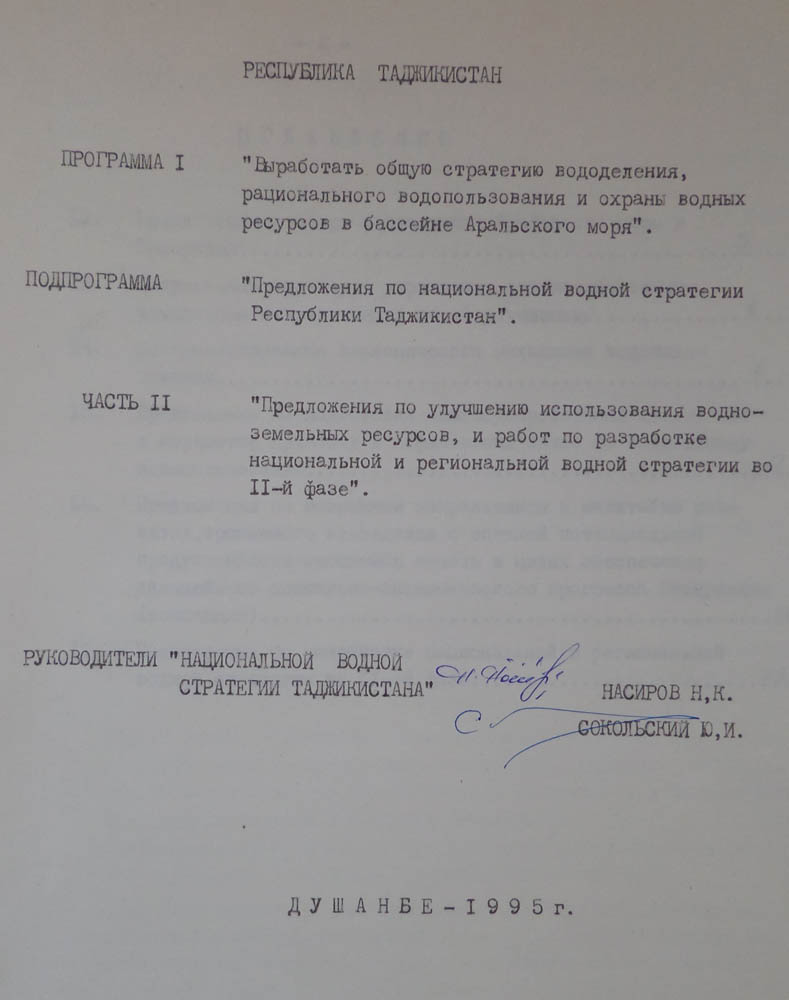 РЕСПУБЛИКА ТАДЖИКИСТАН
ПРОГРАММА I "Выработать общую стратегию вододеления,
рационального водопользования и охраны водных
ресурсов в бассейне Аральского моря".
ПОДПРОГРАММА "Предложения по национальной водной стратегии
Республики Таджикистан".
ЧАСТЬ II "Предложения по улучшению использования водно-
земельных ресурсов, и работ по разработке
национальной и региональной водной стратегии во
II-й фазе".
РУКОВОДИТЕЛИ "НАЦИОНАЛЬНОЙ ВОДНОЙ
СТРАТЕГИИ ТАДЖИКИСТАНА" НАСИРОВ Н,К.
СОКОЛЬСКИЙ Ю,И.
ДУШАНБЕ - 1995 г.